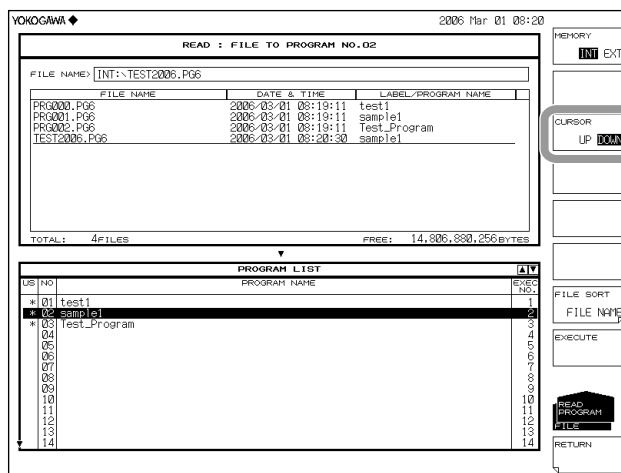 YOKOGAWA ◆ 2006 Mar 01 08:20
READ : FILE TO PROGRAM NO.02
FILE NAME> INT:\TEST2006.PG6
FILE NAME DATE & TIME LABEL/PROGRAM NAME
PRG000.PG6 2006/03/01 08:19:11 test1
PRG001.PG6 2006/03/01 08:19:11 sample1
PRG002.PG6 2006/03/01 08:19:11 Test_Program
TEST2006.PG6 2006/03/01 08:20:30 sample1
TOTAL: 4FILES FREE: 14,806,880,256BYTES
▼
PROGRAM LIST ▲▼
US NO PROGRAM NAME EXEC NO.
* 01 test1 1
* 02 sample1 2
* 03 Test_Program 3
04 4
05 5
06 6
07 7
08 8
09 9
10 10
11 11
12 12
13 13
14 14
MEMORY
INT EXT
CURSOR
UP DOWN
FILE SORT
FILE NAME
EXECUTE
READ
PROGRAM
FILE
RETURN